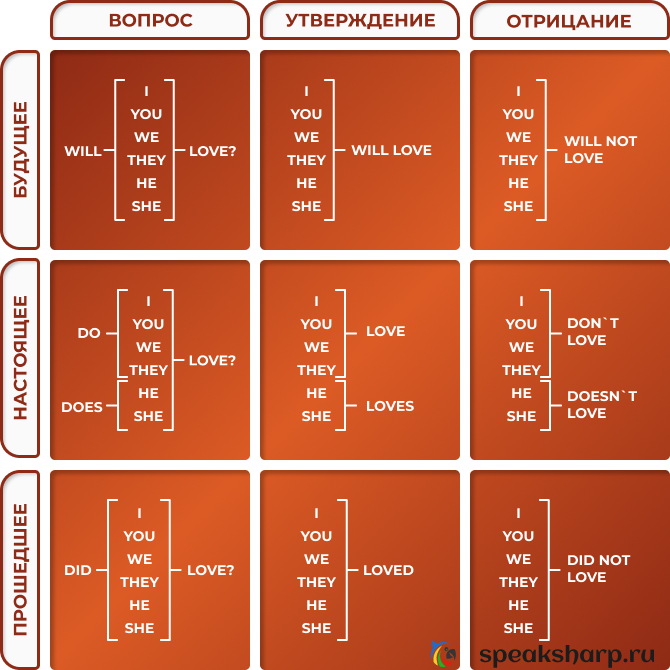 ВОПРОС
УТВЕРЖДЕНИЕ
ОТРИЦАНИЕ
БУДУЩЕЕ
WILL
I
YOU
WE
THEY
HE
SHE
LOVE?
I
YOU
WE
THEY
HE
SHE
WILL LOVE
I
YOU
WE
THEY
HE
SHE
WILL NOT
LOVE
НАСТОЯЩЕЕ
DO
DOES
I
YOU
WE
THEY
HE
SHE
LOVE?
I
YOU
WE
THEY
HE
SHE
LOVE
LOVES
I
YOU
WE
THEY
HE
SHE
DON`T
LOVE
DOESN`T
LOVE
ПРОШЕДШЕЕ
DID
I
YOU
WE
THEY
HE
SHE
LOVE?
I
YOU
WE
THEY
HE
SHE
LOVED
I
YOU
WE
THEY
HE
SHE
DID NOT
LOVE
speaksharp.ru